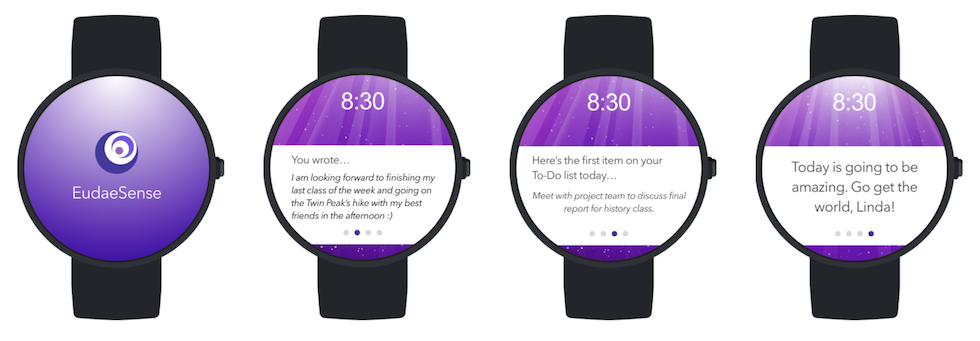 EudaeSense
8:30
You wrote…
I am looking forward to finishing my
last class of the week and going on
the Twin Peak's hike with my best
friends in the afternoon :)
8:30
Here's the first item on your
To-Do list today…
Meet with project team to discuss final
report for history class.
8:30
Today is going to be
amazing. Go get the
world, Linda!